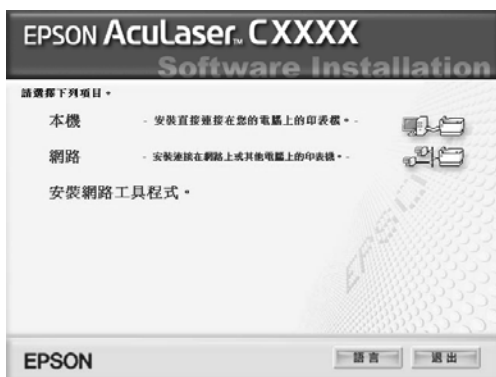 EPSON AcuLaser™ CXXXX
Software Installation
請選擇下列項目。
本機 - 安裝直接連接在您的電腦上的印表機。-
網路 - 安裝連接在網路上或其他電腦上的印表機。-
安裝網路工具程式。
EPSON
EPSON
語言 退出